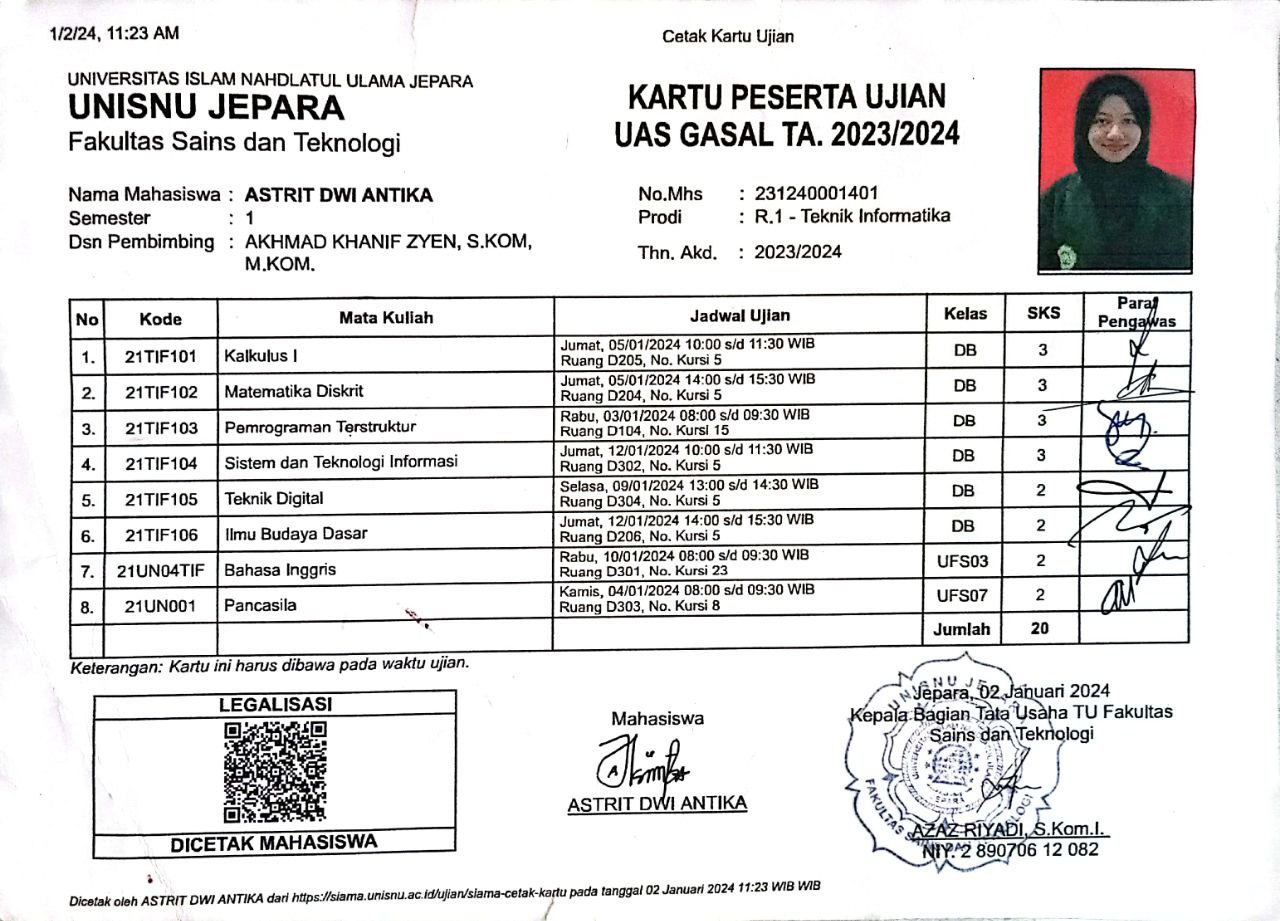 1/2/24, 11:23 AM
Cetak Kartu Ujian
UNIVERSITAS ISLAM NAHDLATUL ULAMA JEPARA
UNISNU JEPARA
Fakultas Sains dan Teknologi
KARTU PESERTA UJIAN
UAS GASAL TA. 2023/2024
Nama Mahasiswa : ASTRIT DWI ANTIKA
Semester : 1
Dsn Pembimbing : AKHMAD KHANIF ZYEN, S.KOM,
M.KOM.
No.Mhs : 231240001401
Prodi : R.1 - Teknik Informatika
Thn. Akd. : 2023/2024
No Kode Mata Kuliah Jadwal Ujian Kelas SKS Paraf Pengawas
1. 21TIF101 Kalkulus I Jumat, 05/01/2024 10:00 s/d 11:30 WIB DB 3
Ruang D205, No. Kursi 5
2. 21TIF102 Matematika Diskrit Jumat, 05/01/2024 14:00 s/d 15:30 WIB DB 3
Ruang D204, No. Kursi 5
3. 21TIF103 Pemrograman Terstruktur Rabu, 03/01/2024 08:00 s/d 09:30 WIB DB 3
Ruang D104, No. Kursi 15
4. 21TIF104 Sistem dan Teknologi Informasi Jumat, 12/01/2024 10:00 s/d 11:30 WIB DB 3
Ruang D302, No. Kursi 5
5. 21TIF105 Teknik Digital Selasa, 09/01/2024 13:00 s/d 14:30 WIB DB 2
Ruang D304, No. Kursi 5
6. 21TIF106 Ilmu Budaya Dasar Jumat, 12/01/2024 14:00 s/d 15:30 WIB DB 2
Ruang D206, No. Kursi 5
7. 21UN04TIF Bahasa Inggris Rabu, 10/01/2024 08:00 s/d 09:30 WIB UFS03 2
Ruang D301, No. Kursi 23
8. 21UN001 Pancasila Kamis, 04/01/2024 08:00 s/d 09:30 WIB UFS07 2
Ruang D303, No. Kursi 8
Jumlah 20
Keterangan: Kartu ini harus dibawa pada waktu ujian.
LEGALISASI
DICETAK MAHASISWA
Mahasiswa
ASTRIT DWI ANTIKA
Jepara, 02 Januari 2024
Kepala Bagian Tata Usaha TU Fakultas
Sains dan Teknologi
UNISNU JEPARA
AZAZ RIYADI, S.Kom.I.
NIY. 2 890706 12 082
Dicetak oleh ASTRIT DWI ANTIKA dari https://siama.unisnu.ac.id/ujian/siama-cetak-kartu pada tanggal 02 Januari 2024 11:23 WIB WIB